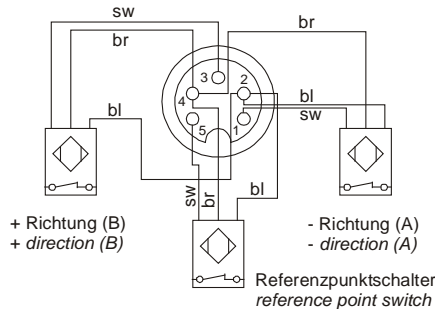 sw
br
br
3
2
4
bl
bl
sw
5
1
sw
br
bl
+ Richtung (B)
+ direction (B)
- Richtung (A)
- direction (A)
Referenzpunktschalter
reference point switch